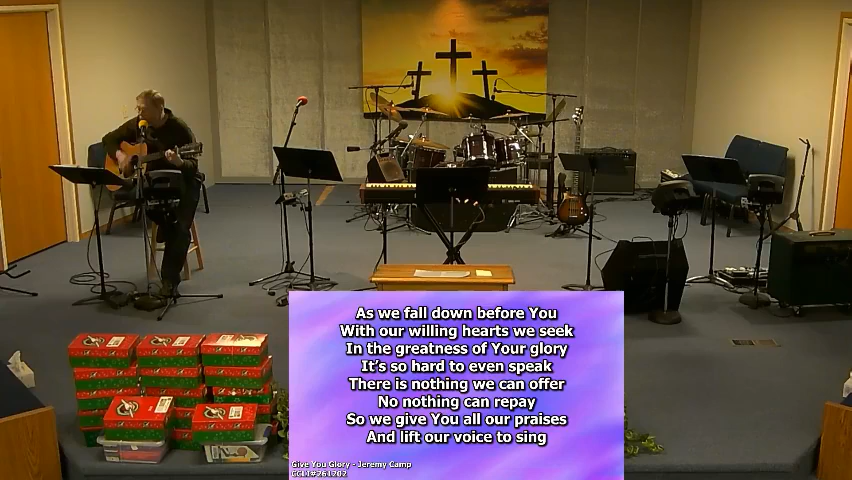 As we fall down before You
With our willing hearts we seek
In the greatness of Your glory
It's so hard to even speak
There is nothing we can offer
No nothing can repay
So we give You all our praises
And lift our voice to sing
Give You Glory - Jeremy Camp
CCLI#261202